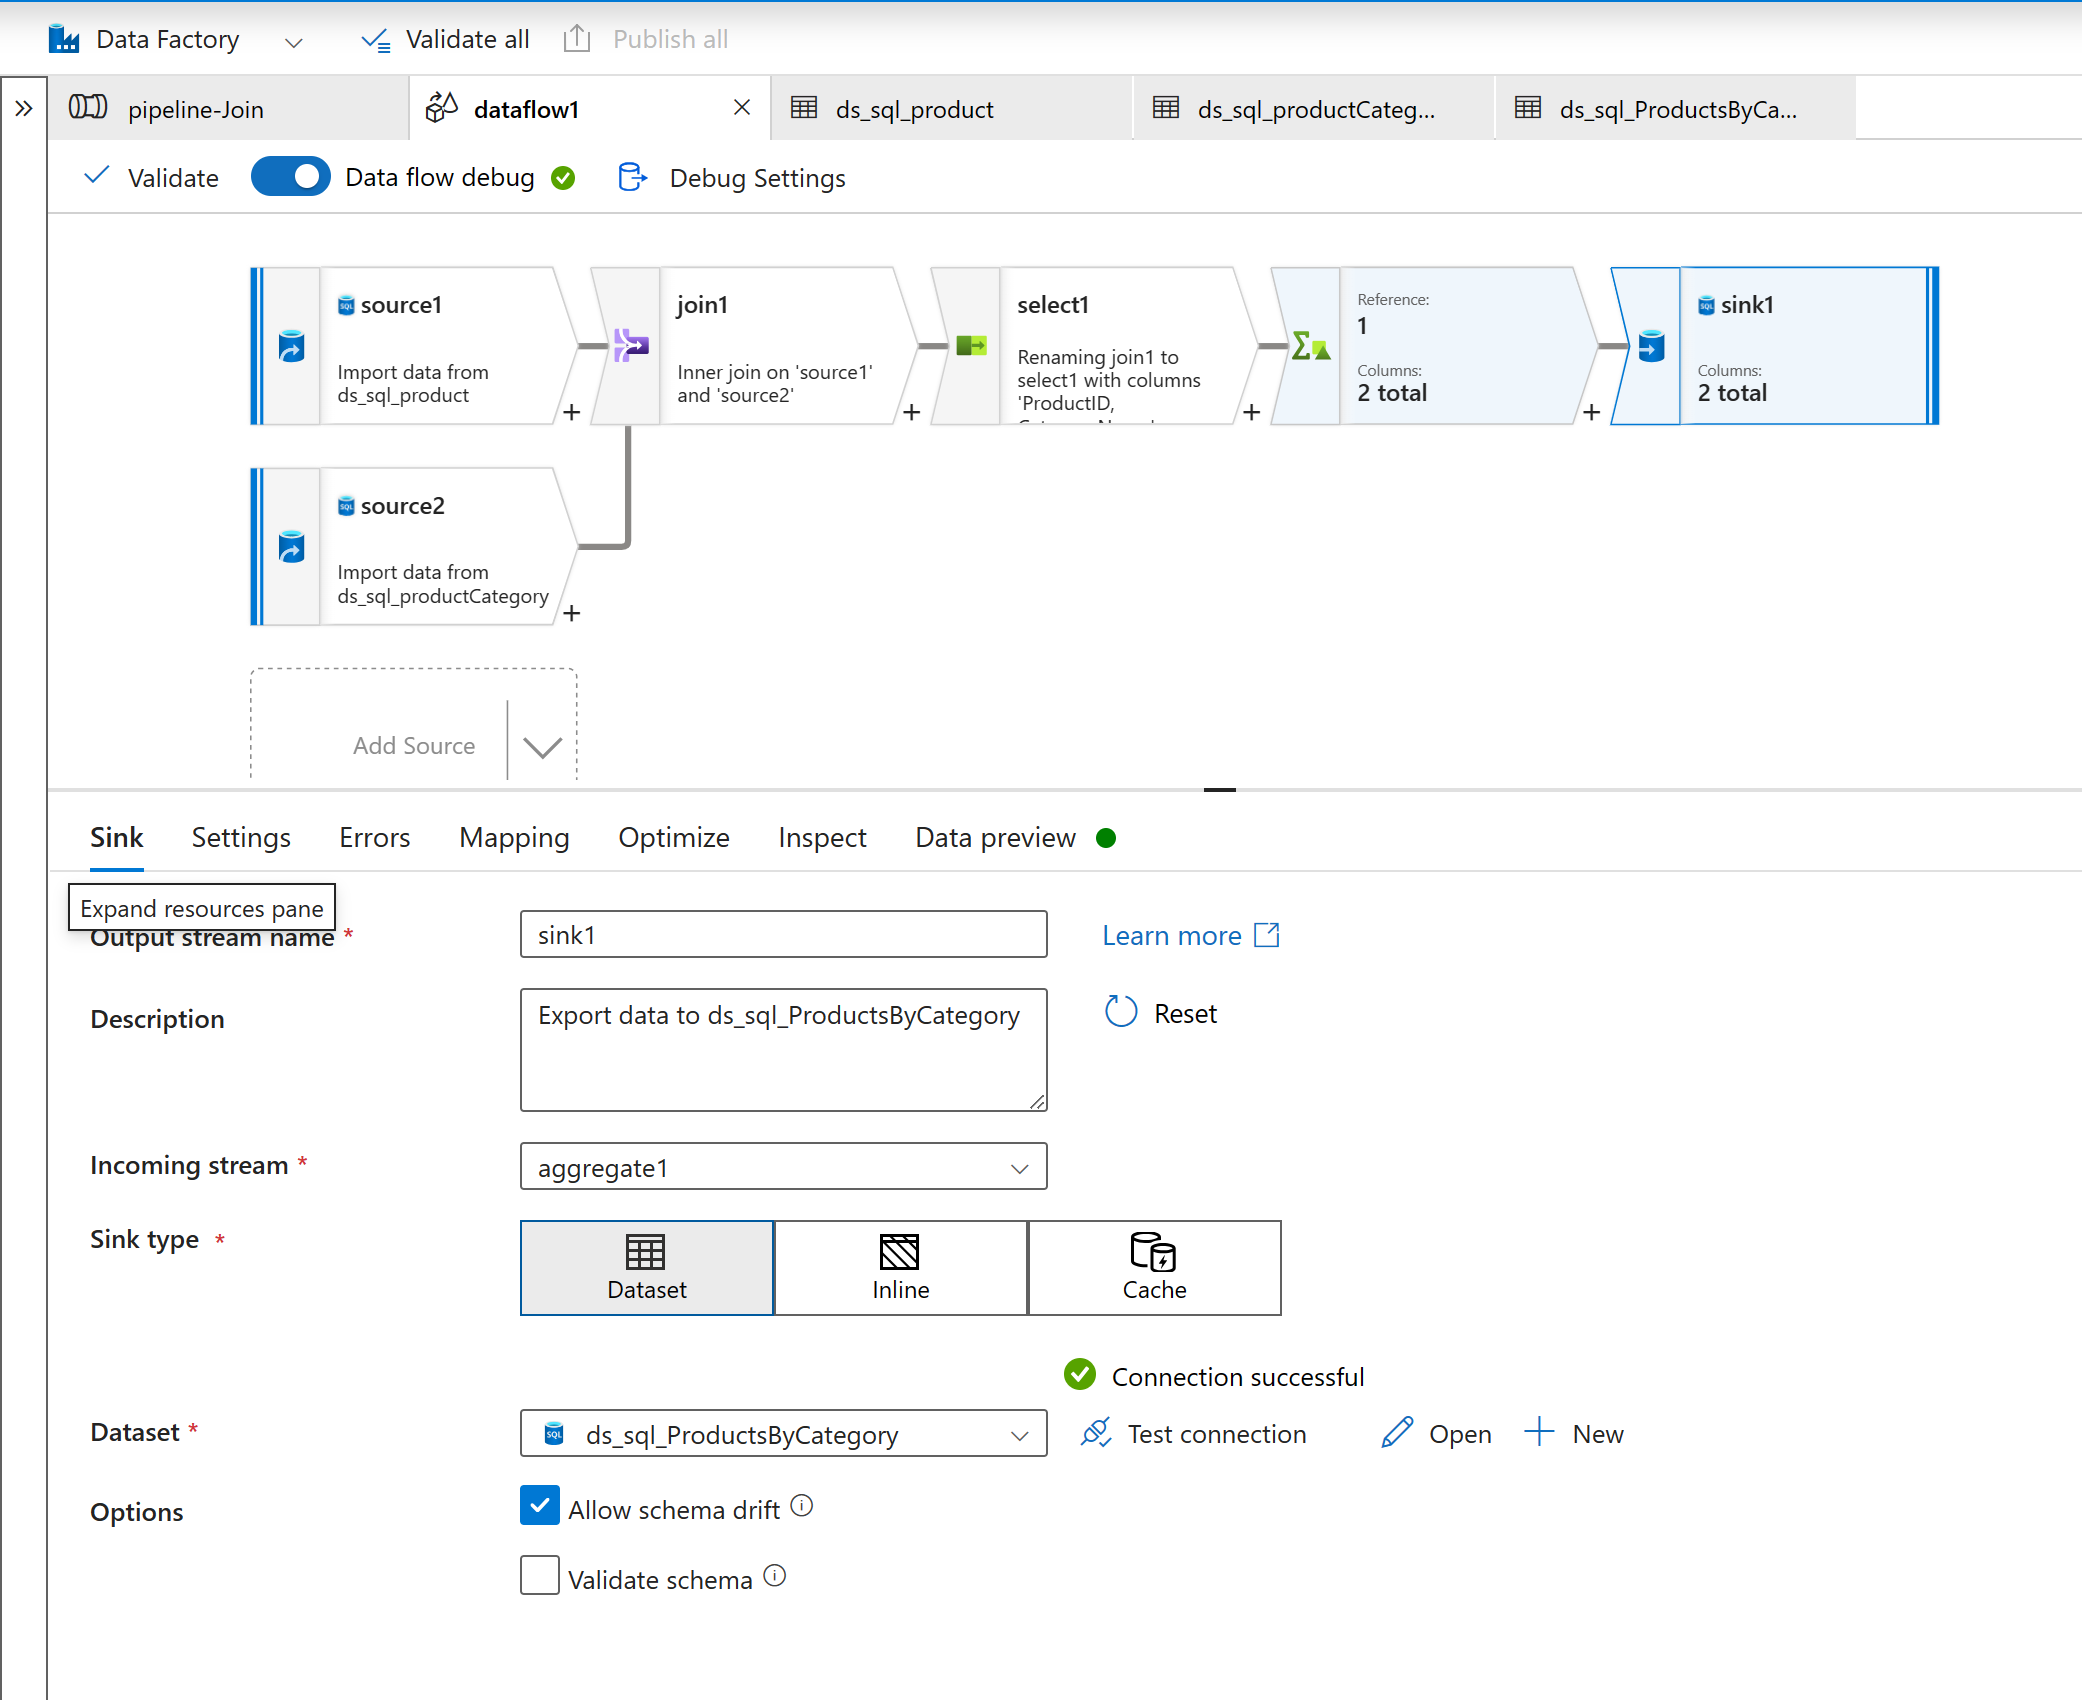 Data Factory
Validate all
Publish all
pipeline-Join
dataflow1
ds_sql_product
ds_sql_productCateg...
ds_sql_ProductsByCa...
Validate
Data flow debug
Debug Settings
source1
Import data from
ds_sql_product
join1
Inner join on 'source1'
and 'source2'
select1
Renaming join1 to
select1 with columns
'ProductID,
Reference:
1
Columns:
2 total
sink1
Columns:
2 total
source2
Import data from
ds_sql_productCategory
Add Source
Sink
Settings
Errors
Mapping
Optimize
Inspect
Data preview
Expand resources pane
Output stream name *
sink1
Learn more
Description
Export data to ds_sql_ProductsByCategory
Reset
Incoming stream *
aggregate1
Sink type *
Dataset
Inline
Cache
Connection successful
Dataset *
ds_sql_ProductsByCategory
Test connection
Open
New
Options
Allow schema drift
Validate schema